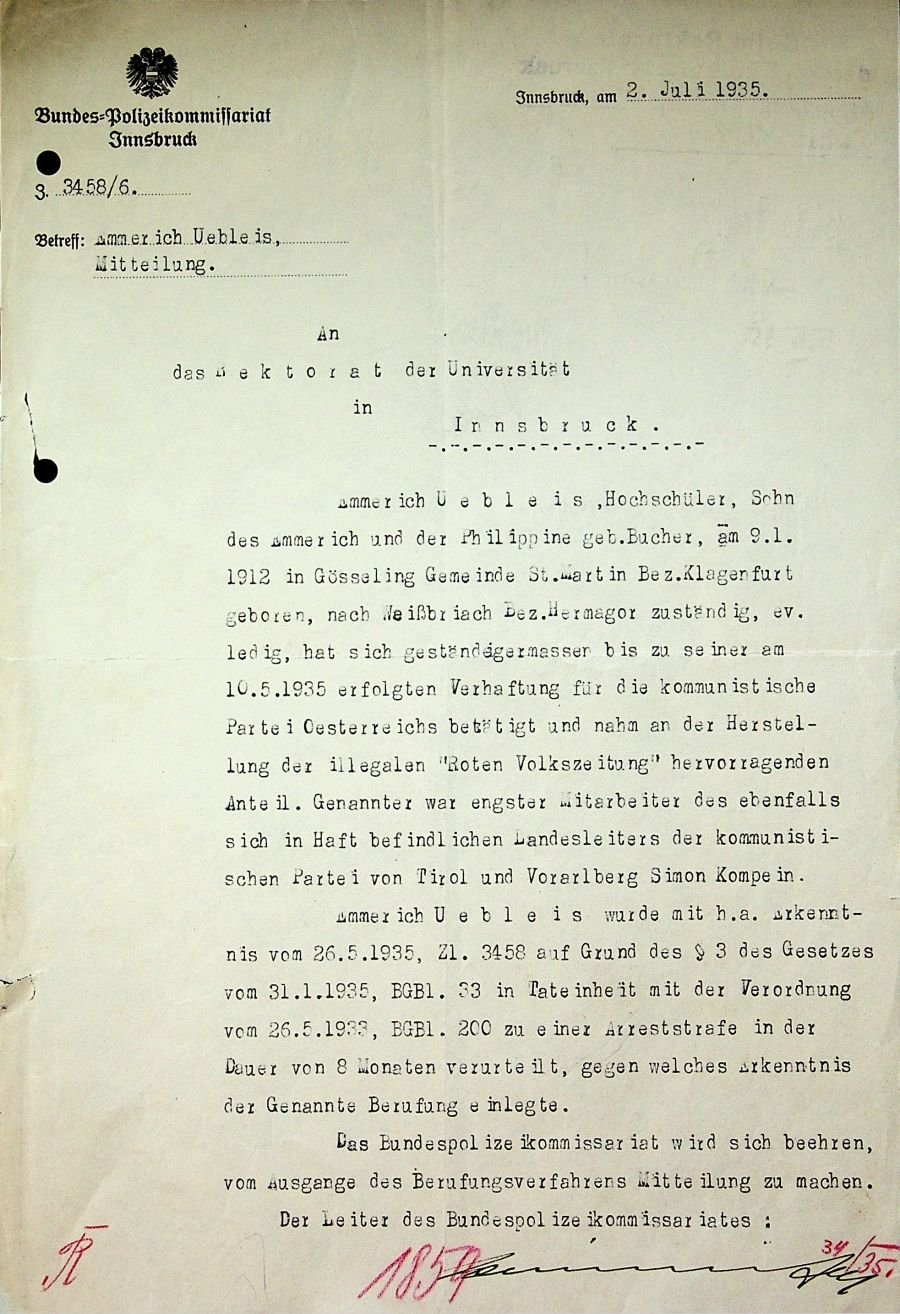 Bundes-Polizeikommissariat
Innsbruck
Innsbruck, am 2. Juli 1935.
Z. 3458/6.
Betreff: Emmerich Uebleis,
Mitteilung.
An
das R e k t o r a t der Universität
in
I n n s b r u c k .
-.-.-.-.-.-.-.-.-.-.-.-.-
Emmerich U e b l e i s ,Hochschüler, Sohn
des Emmerich und der Philippine geb.Bucher, am 9.1.
1912 in Gösseling Gemeinde St.Martin Bez.Klagenfurt
geboren, nach Weißbriach Bez.Hermagor zuständig, ev.
ledig, hat sich geständigermassen bis zu seiner am
10.5.1935 erfolgten Verhaftung für die kommunistische
Partei Oesterreichs betätigt und nahm an der Herstel-
lung der illegalen "Roten Volkszeitung" hervorragenden
Anteil. Genannter war engster Mitarbeiter des ebenfalls
sich in Haft befindlichen Landesleiters der kommunisti-
schen Partei von Tirol und Vorarlberg Simon Kompein.
Emmerich U e b l e i s wurde mit h.a. Erkennt-
nis vom 26.5.1935, Zl. 3458 auf Grund des § 3 des Gesetzes
vom 31.1.1935, BGBl. 33 in Tateinheit mit der Verordnung
vom 26.5.1933, BGBl. 200 zu einer Arreststrafe in der
Dauer von 8 Monaten verurteilt, gegen welches Erkenntnis
der Genannte Berufung einlegte.
Das Bundespolizeikommissariat wird sich beehren,
vom Ausgange des Berufungsverfahrens Mitteilung zu machen.
Der Leiter des Bundespolizeikommissariates :
R
1859
34/35.